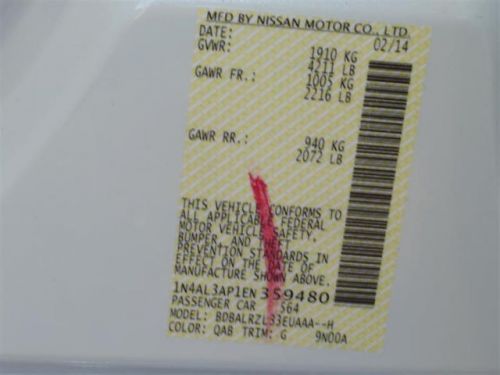 MFD BY NISSAN MOTOR CO., LTD.
DATE: 02/14
GVWR: 1910 KG
4211 LB
GAWR FR.: 1005 KG
2216 LB
GAWR RR.: 940 KG
2072 LB
THIS VEHICLE CONFORMS TO
ALL APPLICABLE FEDERAL
MOTOR VEHICLE SAFETY,
BUMPER, AND THEFT
PREVENTION STANDARDS IN
EFFECT ON THE DATE OF
MANUFACTURE SHOWN ABOVE.
1N4AL3AP1EN359480
PASSENGER CAR S64
MODEL: BDBALRZL33EUAAA--H
COLOR: QAB TRIM: G 9N00A